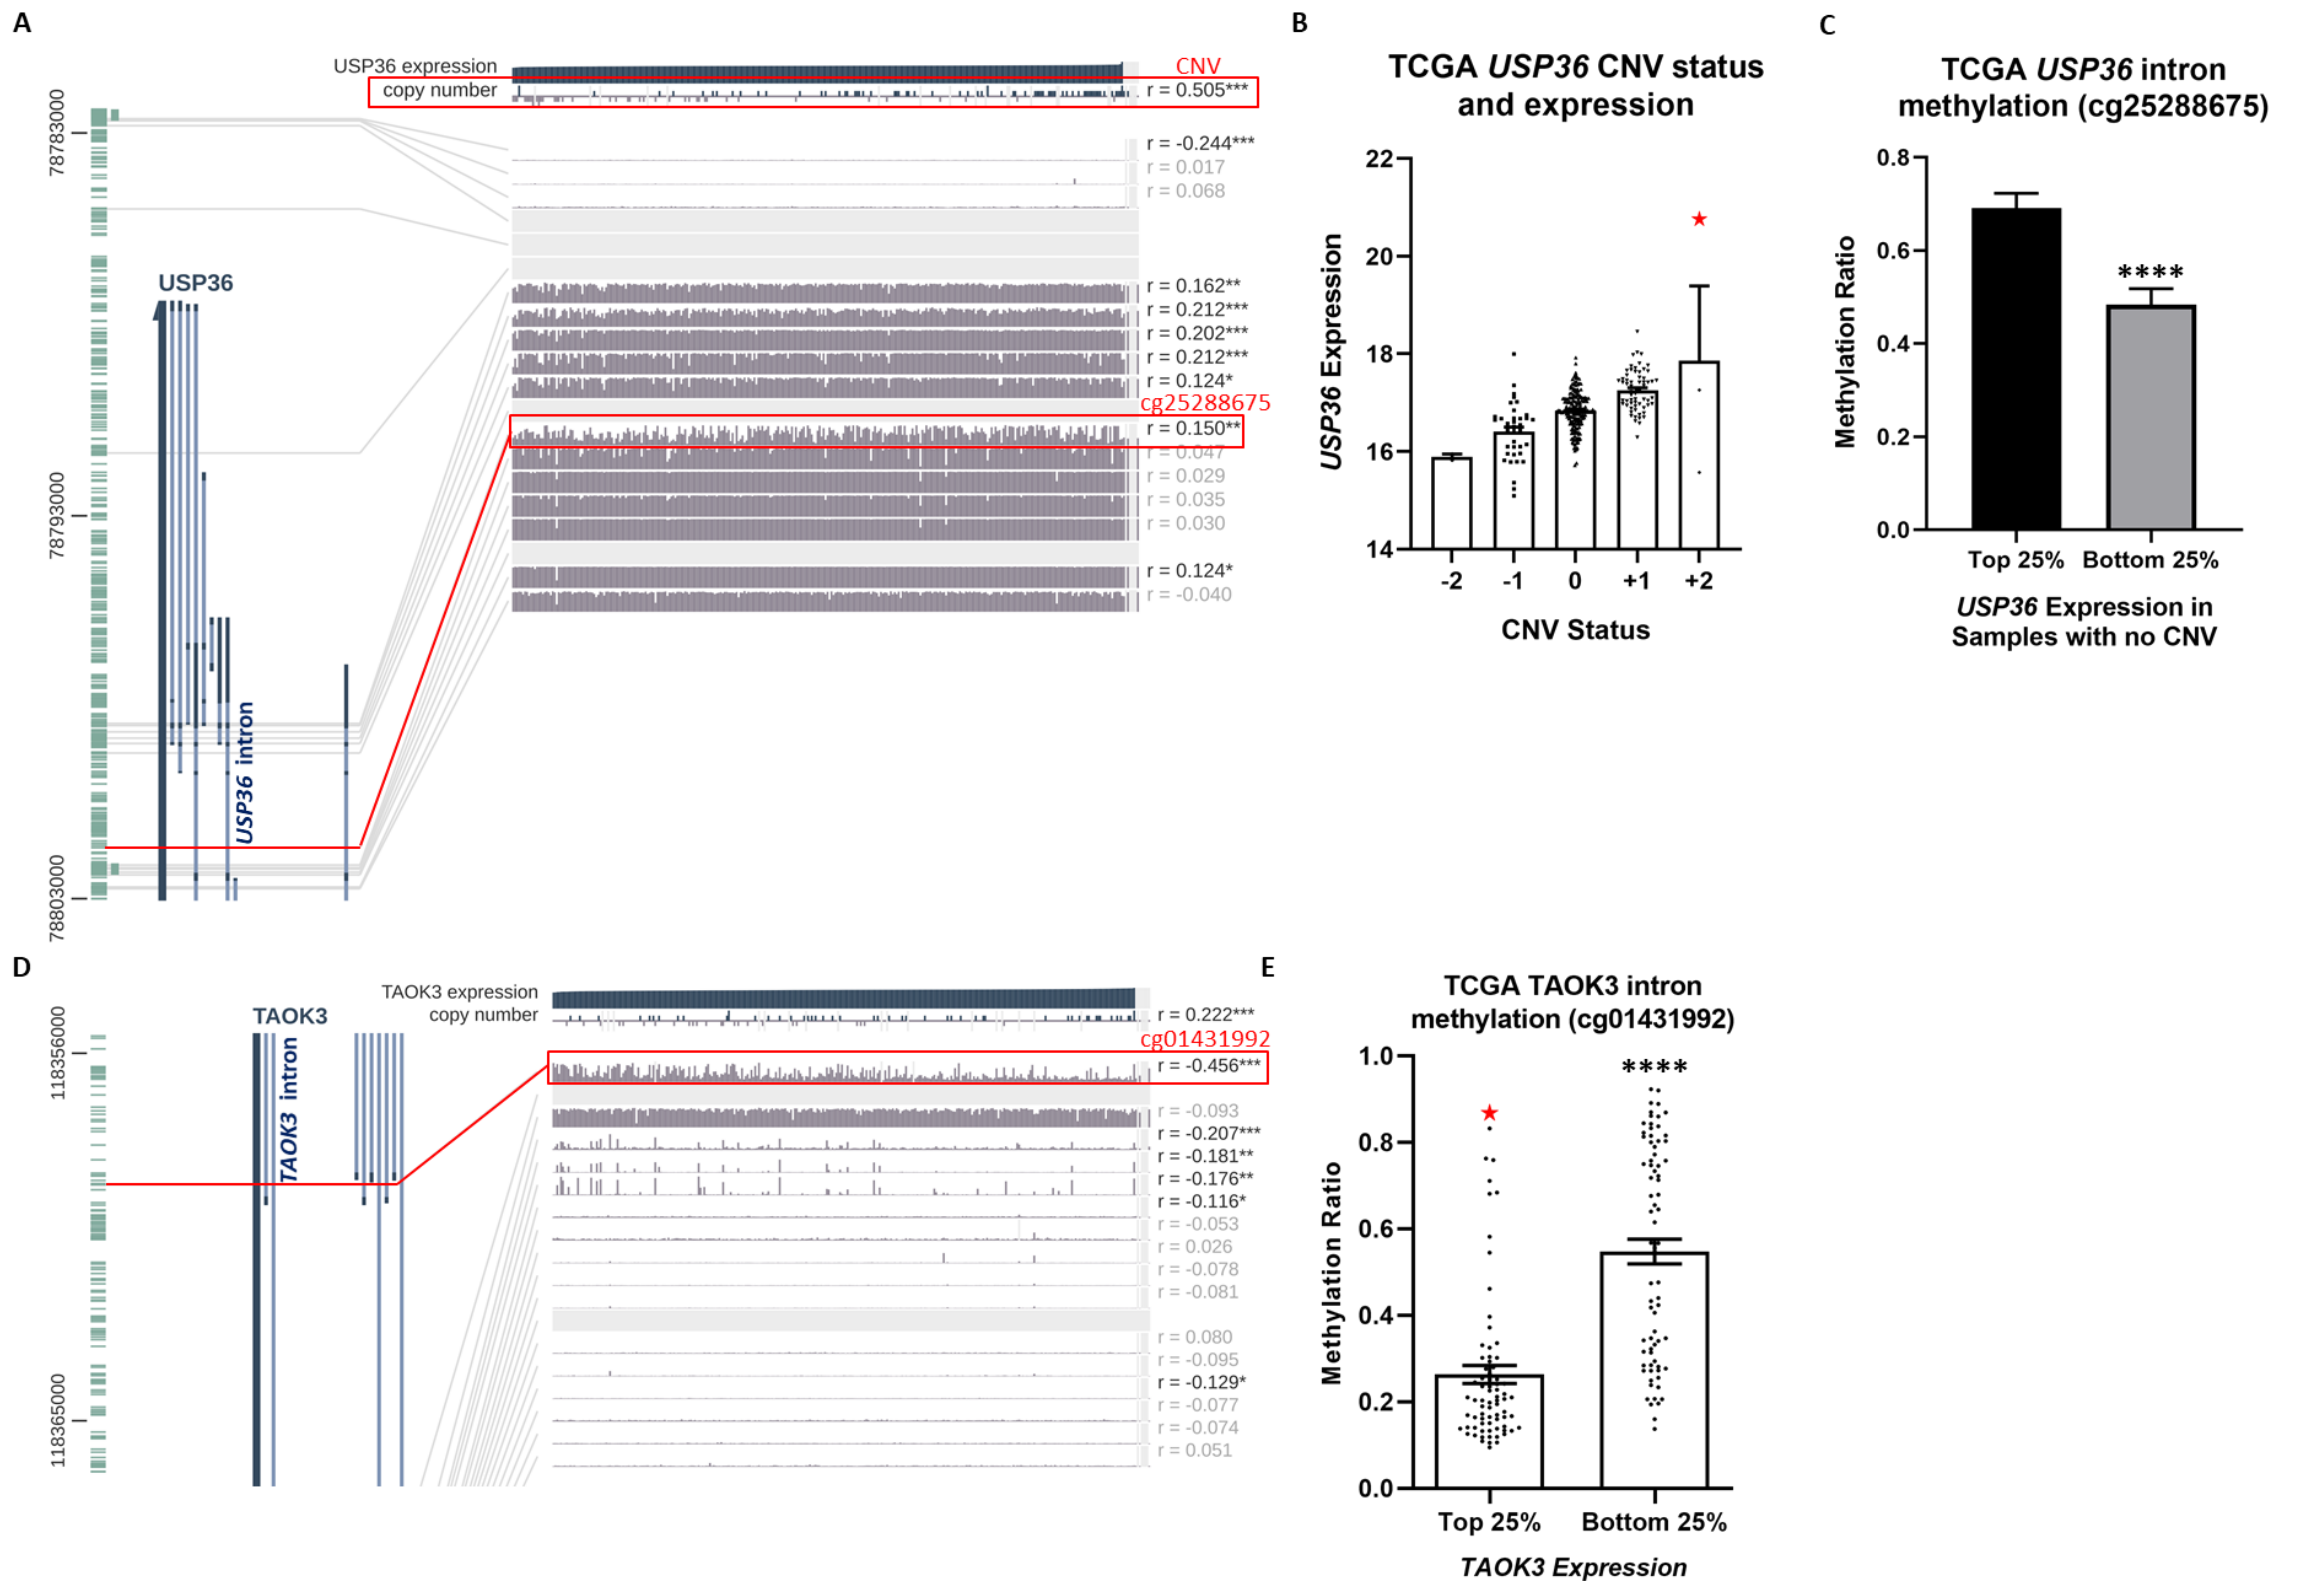 A
USP36 expression
copy number
CNV
r = 0.505***
r = -0.244***
r = 0.017
r = 0.068
r = 0.162**
r = 0.212***
r = 0.202***
r = 0.212***
r = 0.124*
cg25288675
r = 0.150**
r = 0.047
r = 0.029
r = 0.035
r = 0.030
r = 0.124*
r = -0.040
78783000
78793000
78803000
USP36
USP36 intron
B
TCGA USP36 CNV status
and expression
USP36 Expression
22
20
18
16
14
-2 -1 0 +1 +2
CNV Status
C
TCGA USP36 intron
methylation (cg25288675)
Methylation Ratio
0.8
0.6
0.4
0.2
0.0
****
Top 25% Bottom 25%
USP36 Expression in
Samples with no CNV
D
TAOK3 expression
copy number
r = 0.222***
cg01431992
r = -0.456***
r = -0.093
r = -0.207***
r = -0.181**
r = -0.176**
r = -0.116*
r = -0.053
r = 0.026
r = -0.078
r = -0.081
r = 0.080
r = -0.095
r = -0.129*
r = -0.077
r = -0.074
r = 0.051
118356000
118365000
TAOK3
TAOK3 intron
E
TCGA TAOK3 intron
methylation (cg01431992)
Methylation Ratio
1.0
0.8
0.6
0.4
0.2
0.0
****
Top 25% Bottom 25%
TAOK3 Expression